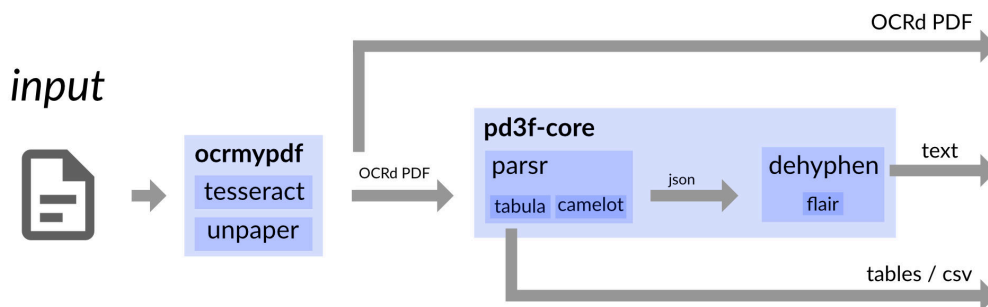 OCRd PDF
input
pd3f-core
ocrmypdf
tesseract
unpaper
OCRd PDF
parsr
tabula
camelot
json
dehyphen
flair
text
tables / csv